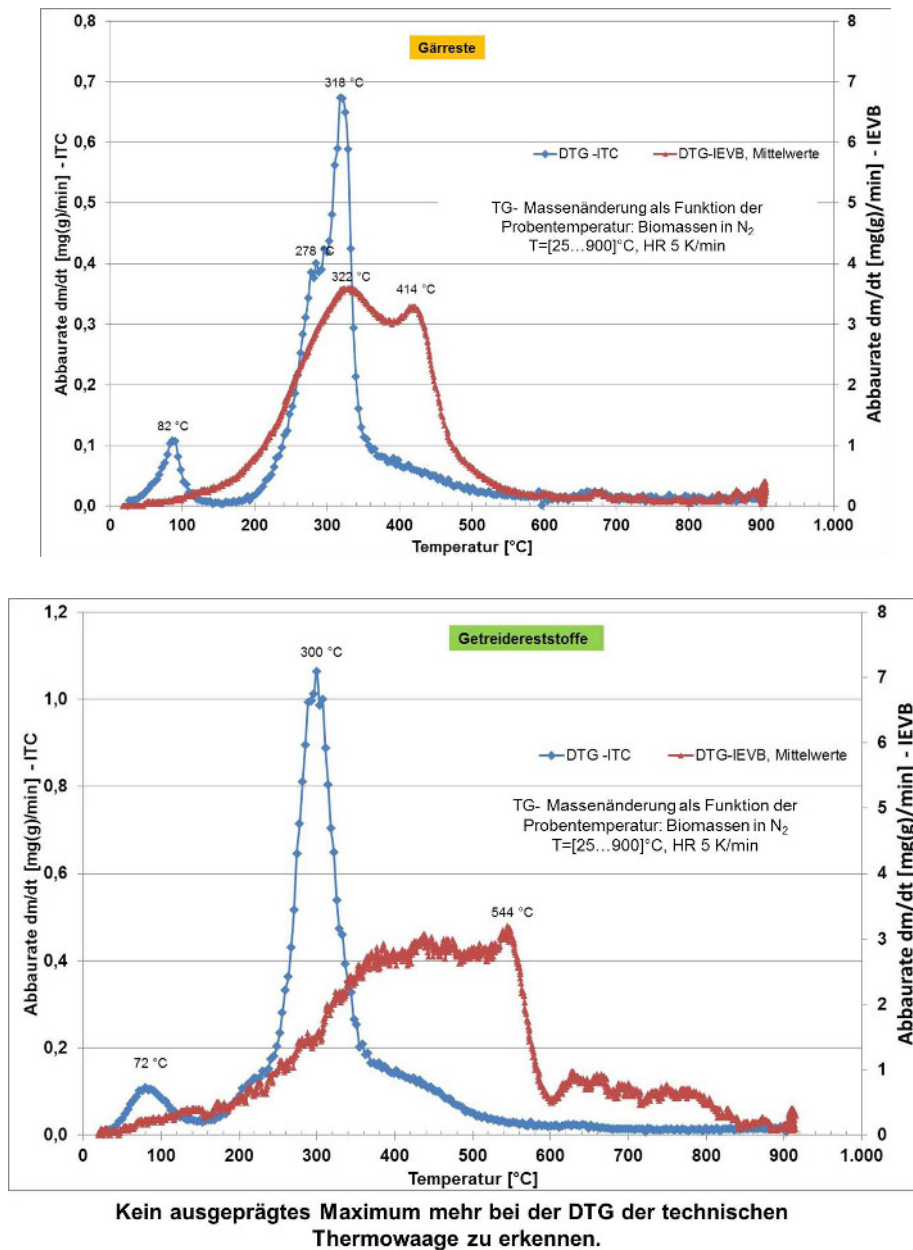 Gärreste
0,8
0,7
0,6
0,5
0,4
0,3
0,2
0,1
0,0
Abbaurate dm/dt [mg(g)/min] - ITC
8
7
6
5
4
3
2
1
0
Abbaurate dm/dt [mg(g)/min] - IEVB
318 °C
278 °C
322 °C
414 °C
82 °C
DTG -ITC
DTG-IEVB, Mittelwerte
TG- Massenänderung als Funktion der
Probentemperatur: Biomassen in N2
T=[25...900]°C, HR 5 K/min
0 100 200 300 400 500 600 700 800 900 1.000
Temperatur [°C]
Getreidereststoffe
1,2
1,0
0,8
0,6
0,4
0,2
0,0
Abbaurate dm/dt [mg(g)/min] - ITC
8
7
6
5
4
3
2
1
0
Abbaurate dm/dt [mg(g)/min] - IEVB
300 °C
544 °C
72 °C
DTG -ITC
DTG-IEVB, Mittelwerte
TG- Massenänderung als Funktion der
Probentemperatur: Biomassen in N2
T=[25...900]°C, HR 5 K/min
0 100 200 300 400 500 600 700 800 900 1.000
Temperatur [°C]
Kein ausgeprägtes Maximum mehr bei der DTG der technischen
Thermowaage zu erkennen.